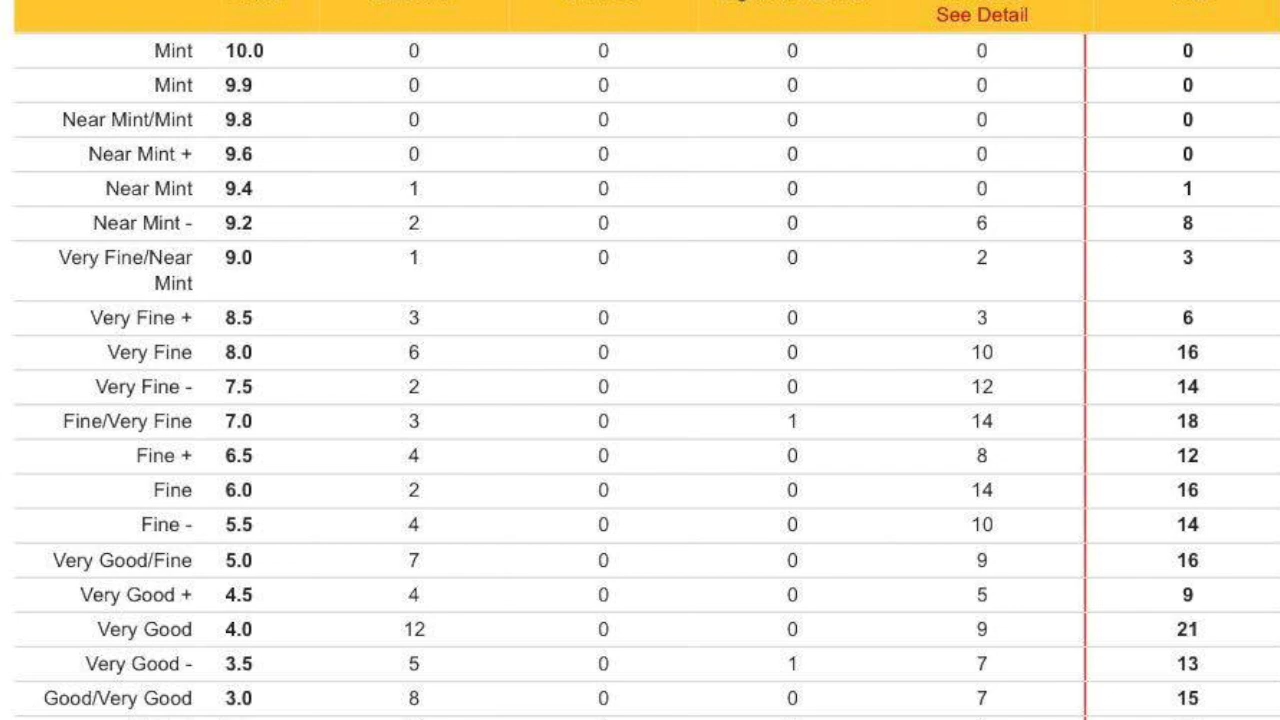 See Detail
Mint 10.0 0 0 0 0 0
Mint 9.9 0 0 0 0 0
Near Mint/Mint 9.8 0 0 0 0 0
Near Mint + 9.6 0 0 0 0 0
Near Mint 9.4 1 0 0 0 1
Near Mint - 9.2 2 0 0 6 8
Very Fine/Near 9.0 1 0 0 2 3
Mint
Very Fine + 8.5 3 0 0 3 6
Very Fine 8.0 6 0 0 10 16
Very Fine - 7.5 2 0 0 12 14
Fine/Very Fine 7.0 3 0 1 14 18
Fine + 6.5 4 0 0 8 12
Fine 6.0 2 0 0 14 16
Fine - 5.5 4 0 0 10 14
Very Good/Fine 5.0 7 0 0 9 16
Very Good + 4.5 4 0 0 5 9
Very Good 4.0 12 0 0 9 21
Very Good - 3.5 5 0 1 7 13
Good/Very Good 3.0 8 0 0 7 15